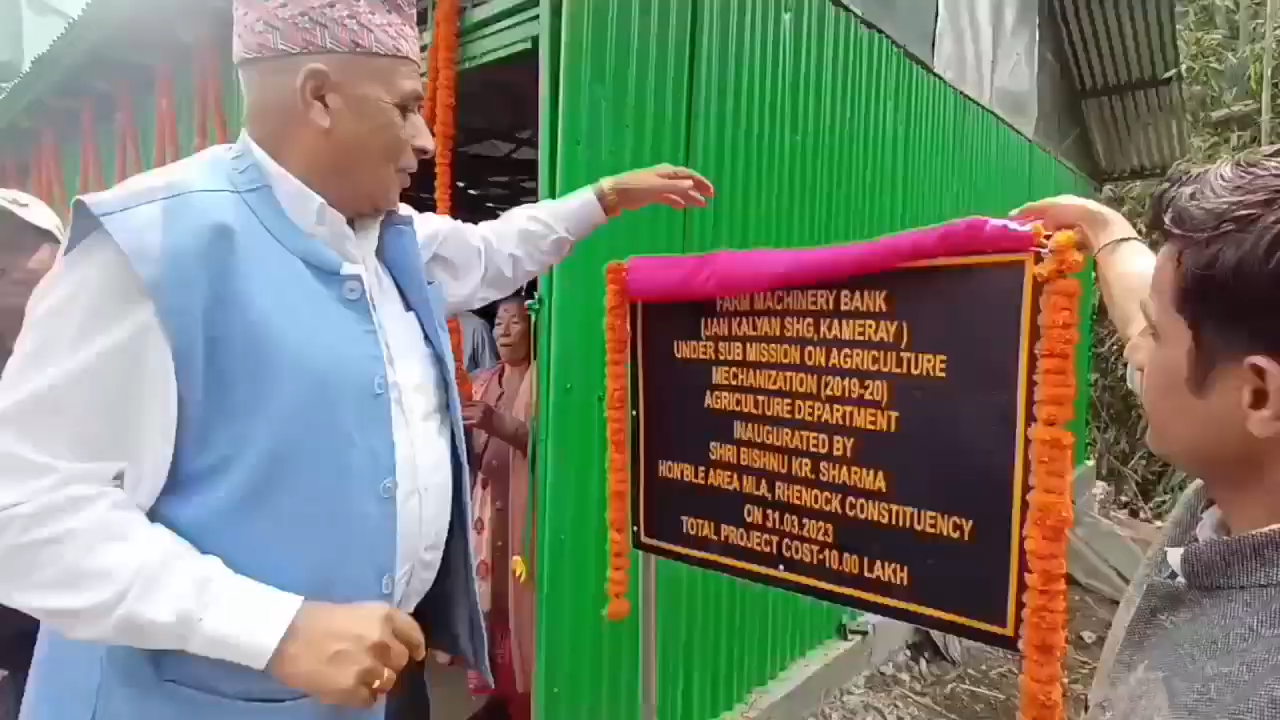 FARM MACHINERY BANK
(JAN KALYAN SHG, KAMERAY )
UNDER SUB MISSION ON AGRICULTURE
MECHANIZATION (2019-20)
AGRICULTURE DEPARTMENT
INAUGURATED BY
SHRI BISHNU KR. SHARMA
HON'BLE AREA MLA, RHENOCK CONSTITUENCY
ON 31.03.2023
TOTAL PROJECT COST-10.00 LAKH